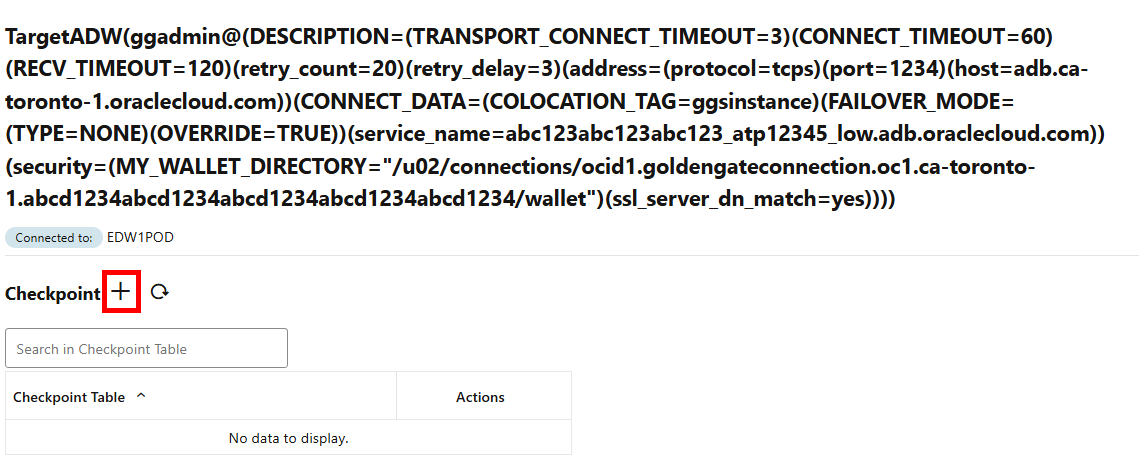 TargetADW(ggadmin@(DESCRIPTION=(TRANSPORT_CONNECT_TIMEOUT=3)(CONNECT_TIMEOUT=60)
(RECV_TIMEOUT=120)(retry_count=20)(retry_delay=3)(address=(protocol=tcps)(port=1234)(host=adb.ca-
toronto-1.oraclecloud.com))(CONNECT_DATA=(COLOCATION_TAG=ggsinstance)(FAILOVER_MODE=
(TYPE=NONE)(OVERRIDE=TRUE))(service_name=abc123abc123abc123_atp12345_low.adb.oraclecloud.com))
(security=(MY_WALLET_DIRECTORY="/u02/connections/ocid1.goldengateconnection.oc1.ca-toronto-
1.abcd1234abcd1234abcd1234abcd1234abcd1234/wallet")(ssl_server_dn_match=yes))))
Connected to: EDW1POD
Checkpoint
Search in Checkpoint Table
Checkpoint Table Actions
No data to display.